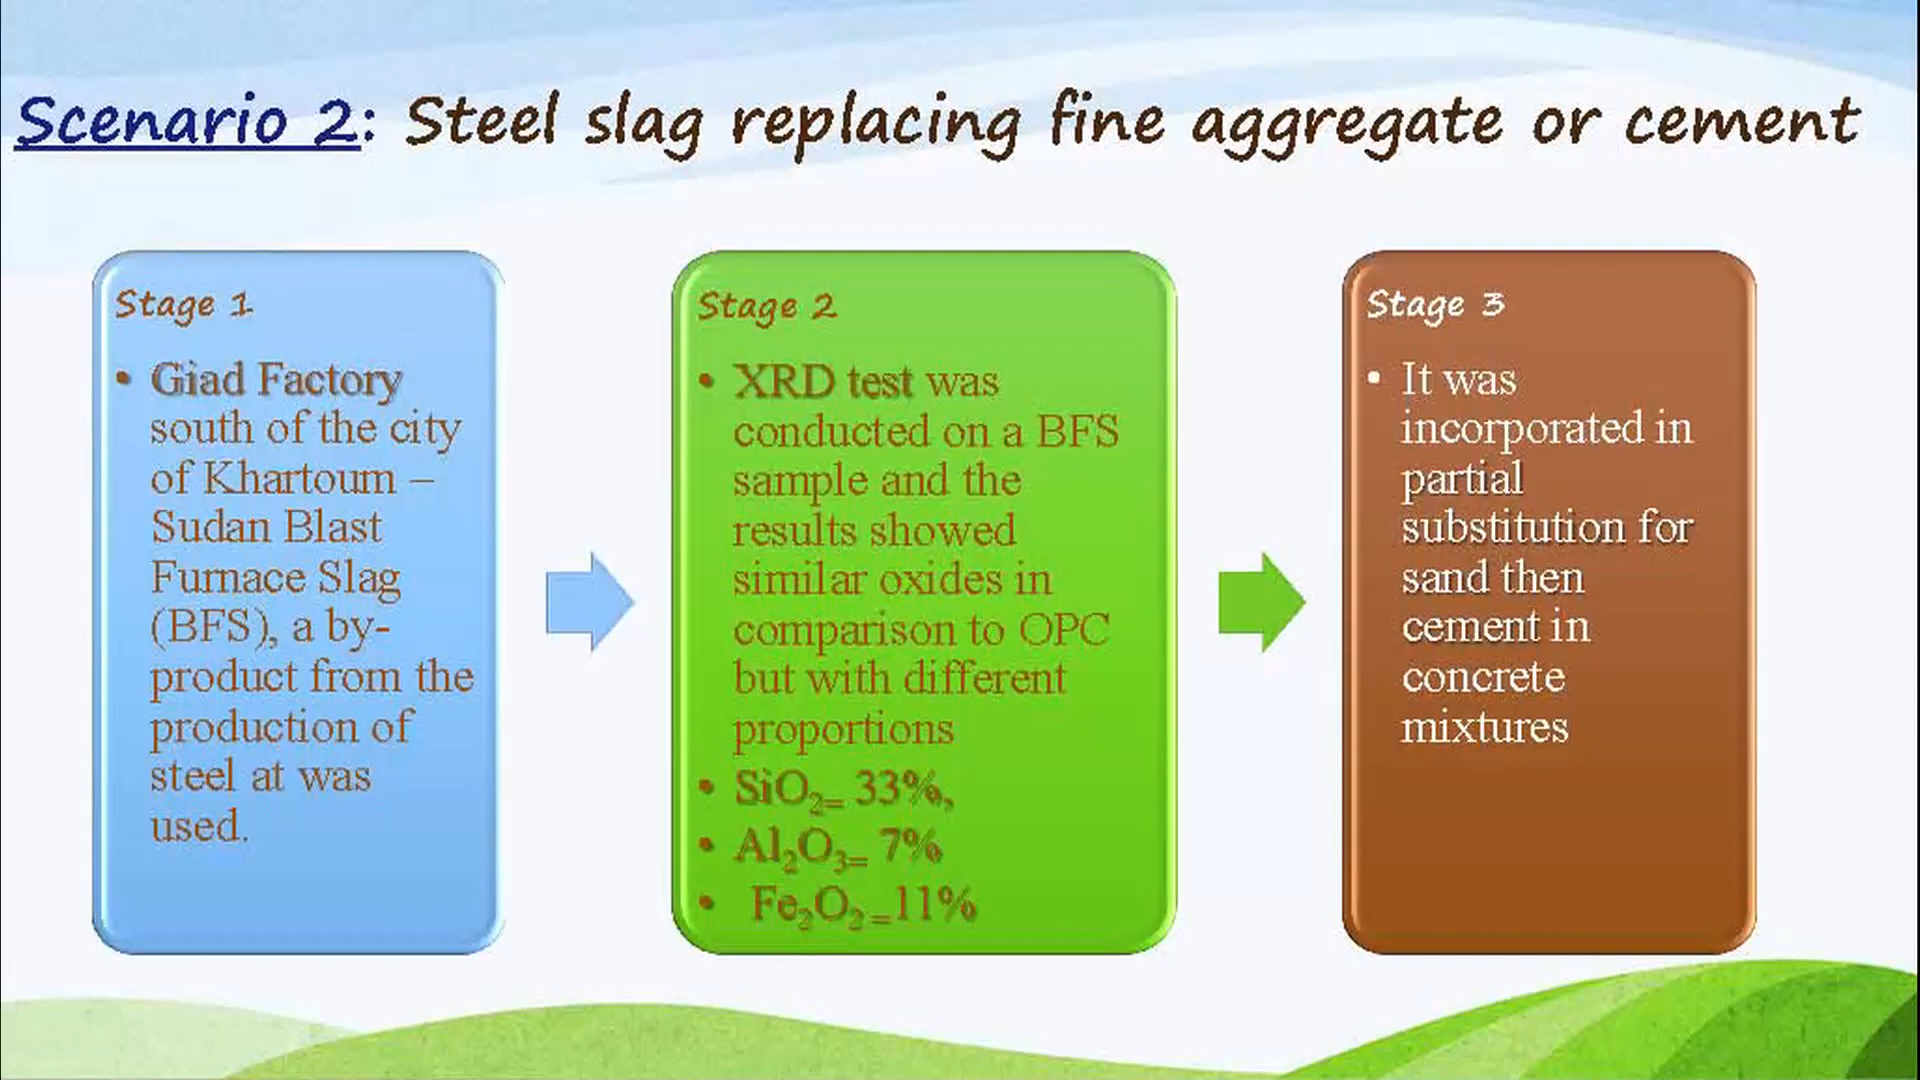 Scenario 2: Steel slag replacing fine aggregate or cement
Stage 1
• Giad Factory
south of the city
of Khartoum –
Sudan Blast
Furnace Slag
(BFS), a by-
product from the
production of
steel at was
used.
Stage 2
• XRD test was
conducted on a BFS
sample and the
results showed
similar oxides in
comparison to OPC
but with different
proportions
• SiO₂₌ 33%,
• Al₂O₃₌ 7%
• Fe₂O₂ ₌11%
Stage 3
• It was
incorporated in
partial
substitution for
sand then
cement in
concrete
mixtures